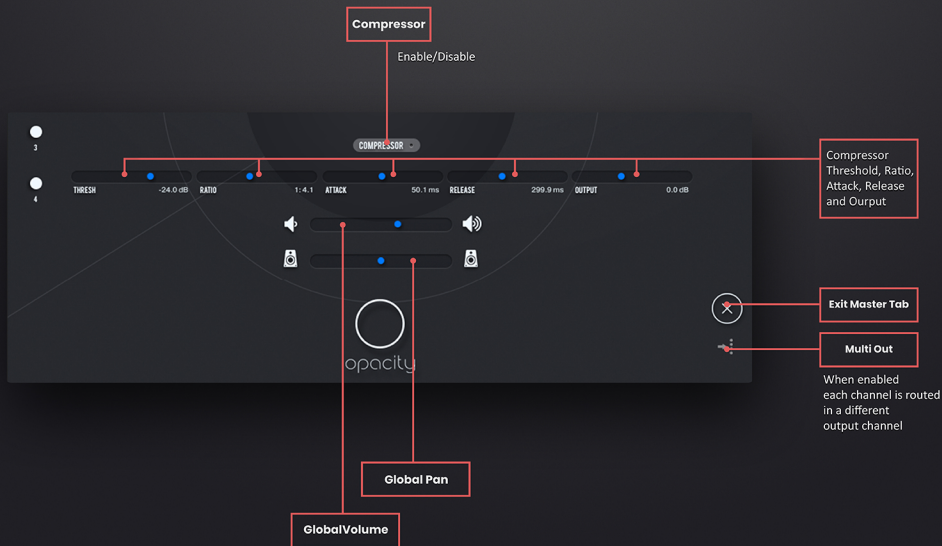 Compressor
Enable/Disable
3
COMPRESSOR
4
THRESH -24.0 dB RATIO 1:4.1 ATTACK 50.1 ms RELEASE 299.9 ms OUTPUT 0.0 dB
Compressor
Threshold, Ratio,
Attack, Release
and Ourput
Exit Master Tab
Multi Out
When enabled
each channel is routed
in a different
output channel
opacity
Global Pan
GlobalVolume